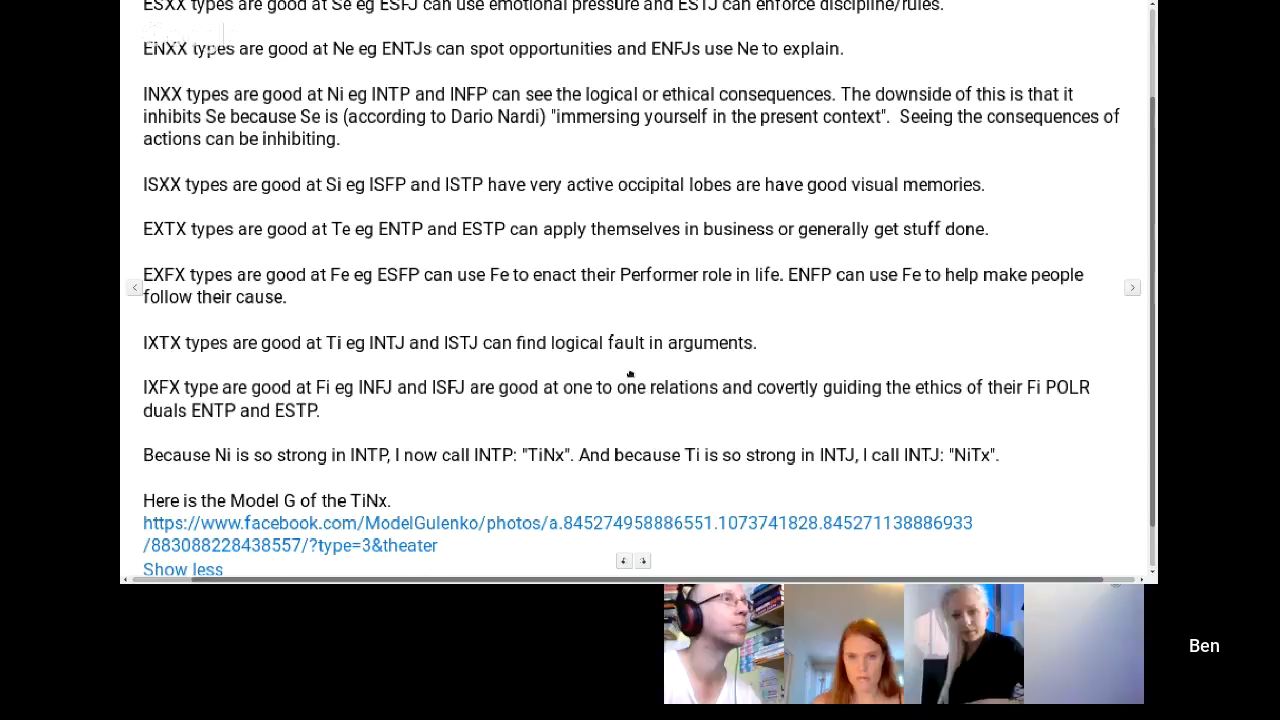 ESXX types are good at Se eg ESFJ can use emotional pressure and ESTJ can enforce discipline/rules.
ENXX types are good at Ne eg ENTJs can spot opportunities and ENFJs use Ne to explain.
INXX types are good at Ni eg INTP and INFP can see the logical or ethical consequences. The downside of this is that it
inhibits Se because Se is (according to Dario Nardi) "immersing yourself in the present context".  Seeing the consequences of
actions can be inhibiting.
ISXX types are good at Si eg ISFP and ISTP have very active occipital lobes are have good visual memories.
EXTX types are good at Te eg ENTP and ESTP can apply themselves in business or generally get stuff done.
EXFX types are good at Fe eg ESFP can use Fe to enact their Performer role in life. ENFP can use Fe to help make people
follow their cause.
IXTX types are good at Ti eg INTJ and ISTJ can find logical fault in arguments.
IXFX type are good at Fi eg INFJ and ISFJ are good at one to one relations and covertly guiding the ethics of their Fi POLR
duals ENTP and ESTP.
Because Ni is so strong in INTP, I now call INTP: "TiNx". And because Ti is so strong in INTJ, I call INTJ: "NiTx".
Here is the Model G of the TiNx.
https://www.facebook.com/ModelGulenko/photos/a.845274958886551.1073741828.845271138886933
/883088228438557/?type=3&theater
Show less
Ben